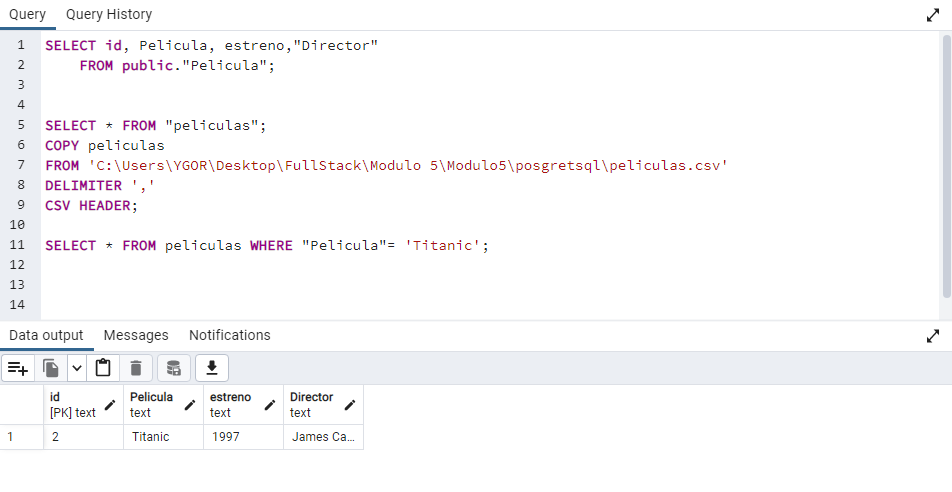 Query Query History
1 SELECT id, Pelicula, estreno,"Director"
2 FROM public."Pelicula";
3
4
5 SELECT * FROM "peliculas";
6 COPY peliculas
7 FROM 'C:\Users\YGOR\Desktop\FullStack\Modulo 5\Modulo5\posgretsql\peliculas.csv'
8 DELIMITER ','
9 CSV HEADER;
10
11 SELECT * FROM peliculas WHERE "Pelicula"= 'Titanic';
12
13
14
Data output Messages Notifications
id Pelicula estreno Director
[PK] text text text text
1 2 Titanic 1997 James Ca...